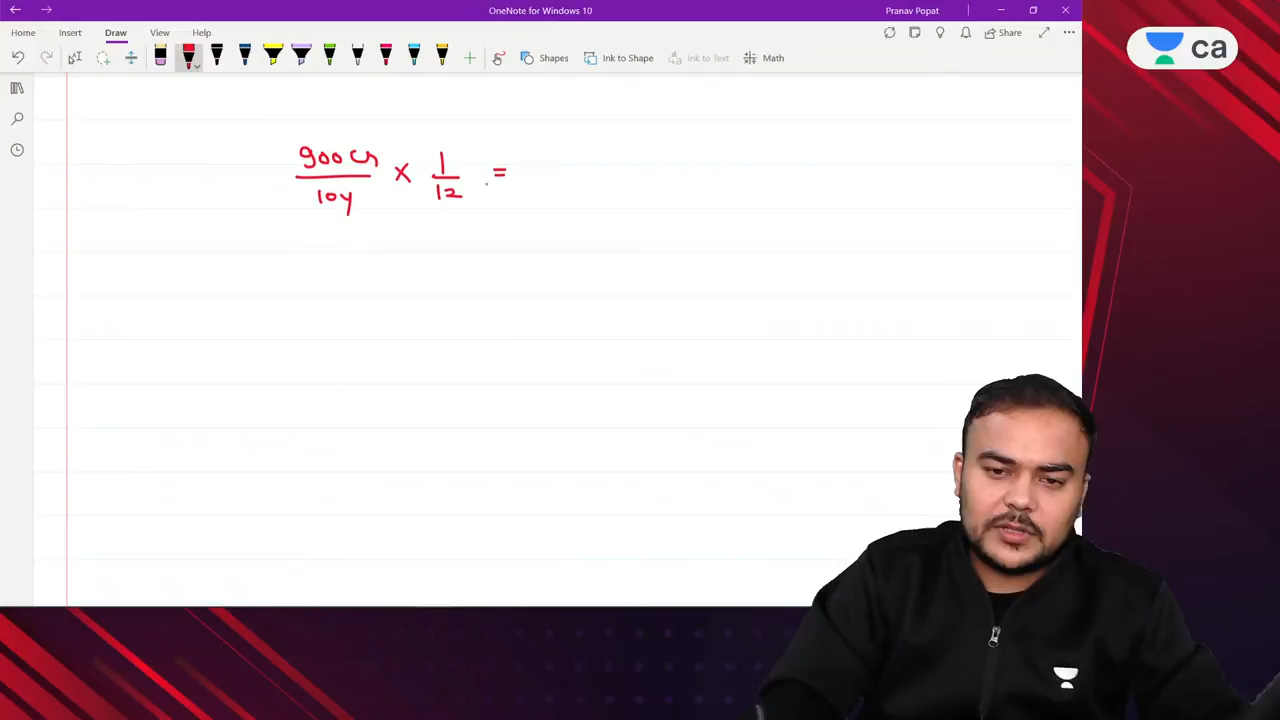 OneNote for Windows 10
Pranav Popat
Home Insert Draw View Help
Share
Shapes Ink to Shape Ink to Text Math
ca
900 Cr / 10y × 1/12 =